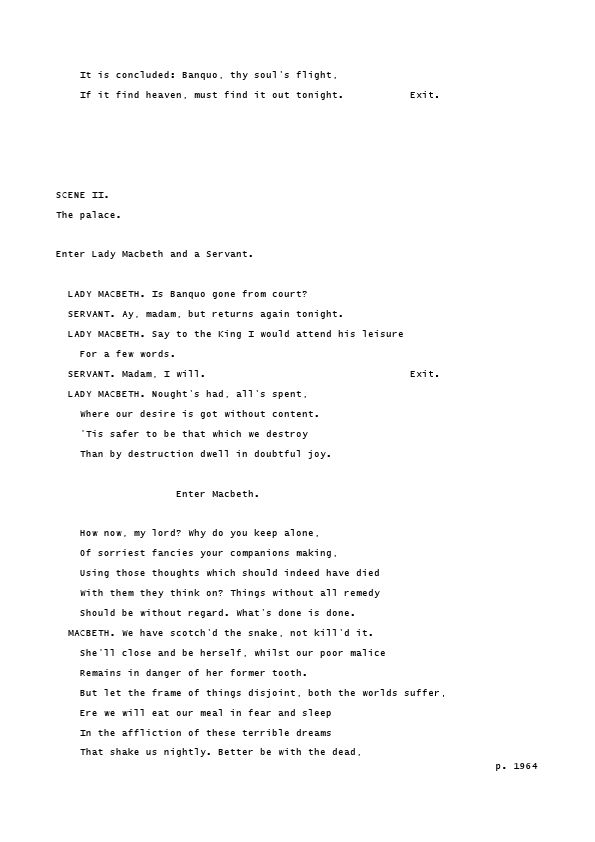 It is concluded: Banquo, thy soul's flight,
If it find heaven, must find it out tonight. Exit.
SCENE II.
The palace.
Enter Lady Macbeth and a Servant.
LADY MACBETH. Is Banquo gone from court?
SERVANT. Ay, madam, but returns again tonight.
LADY MACBETH. Say to the King I would attend his leisure
For a few words.
SERVANT. Madam, I will. Exit.
LADY MACBETH. Nought's had, all's spent,
Where our desire is got without content.
'Tis safer to be that which we destroy
Than by destruction dwell in doubtful joy.
Enter Macbeth.
How now, my lord? Why do you keep alone,
Of sorriest fancies your companions making,
Using those thoughts which should indeed have died
With them they think on? Things without all remedy
Should be without regard. What's done is done.
MACBETH. We have scotch'd the snake, not kill'd it.
She'll close and be herself, whilst our poor malice
Remains in danger of her former tooth.
But let the frame of things disjoint, both the worlds suffer,
Ere we will eat our meal in fear and sleep
In the affliction of these terrible dreams
That shake us nightly. Better be with the dead,
p. 1964